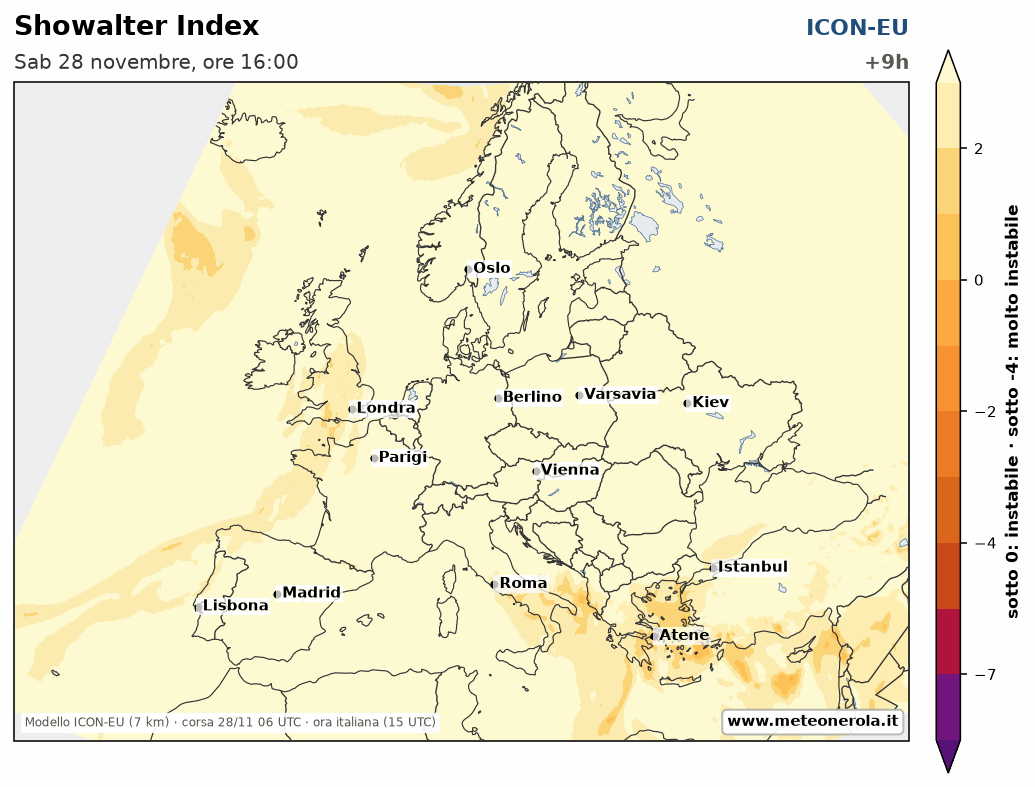 Showalter Index
ICON-EU
Sab 28 novembre, ore 16:00
+9h
Oslo
Berlino
Varsavia
Kiev
Londra
Parigi
Vienna
Istanbul
Roma
Madrid
Lisbona
Atene
Modello ICON-EU (7 km) · corsa 28/11 06 UTC · ora italiana (15 UTC)
www.meteonerola.it
2
0
−2
−4
−7
sotto 0: instabile · sotto -4: molto instabile